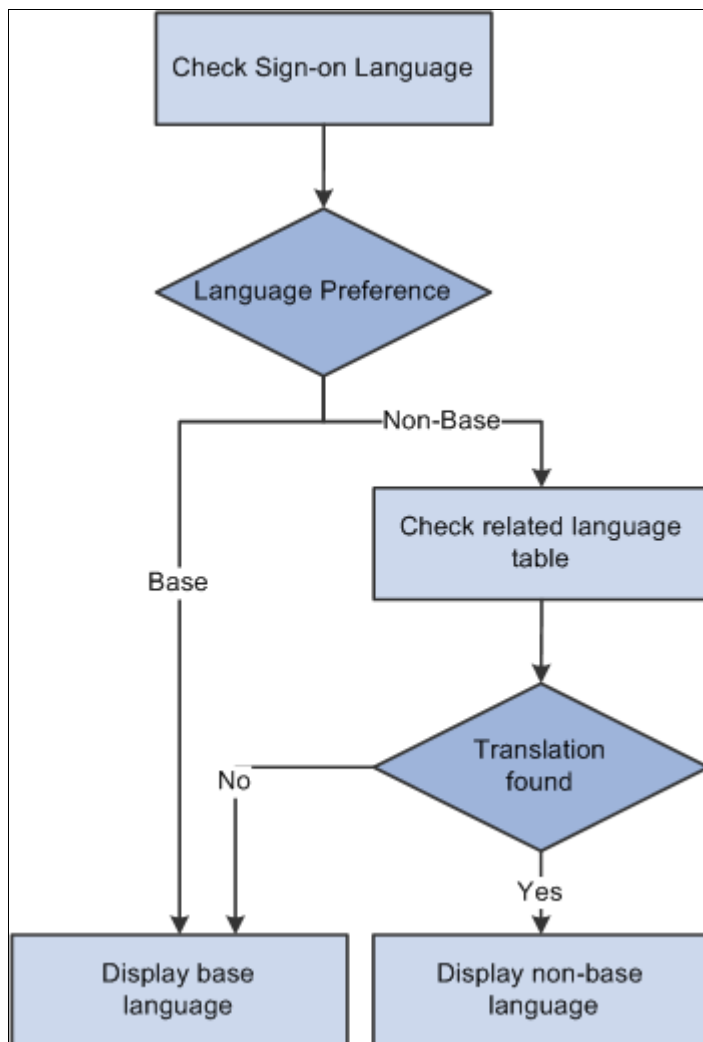 Check Sign-on Language
Language Preference
Non-Base
Check related language
table
Base
Translation
found
No
Yes
Display base
language
Display non-base
language